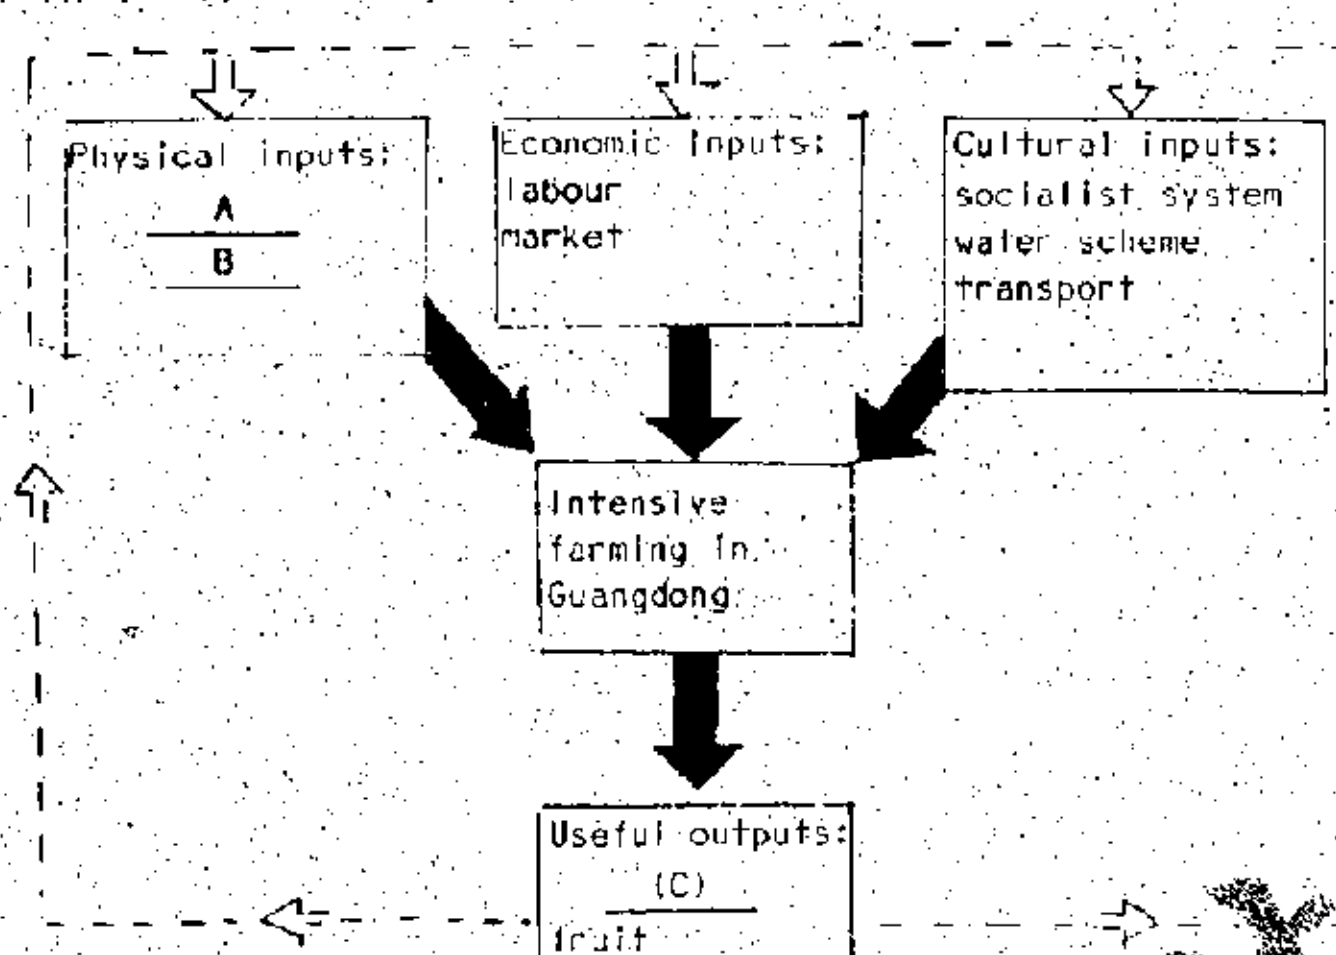 Physical inputs:
A
B
Economic inputs:
labour
market
Cultural inputs:
socialist system
water scheme
transport
Intensive
farming in
Guangdong
Useful outputs:
(C)
fruit